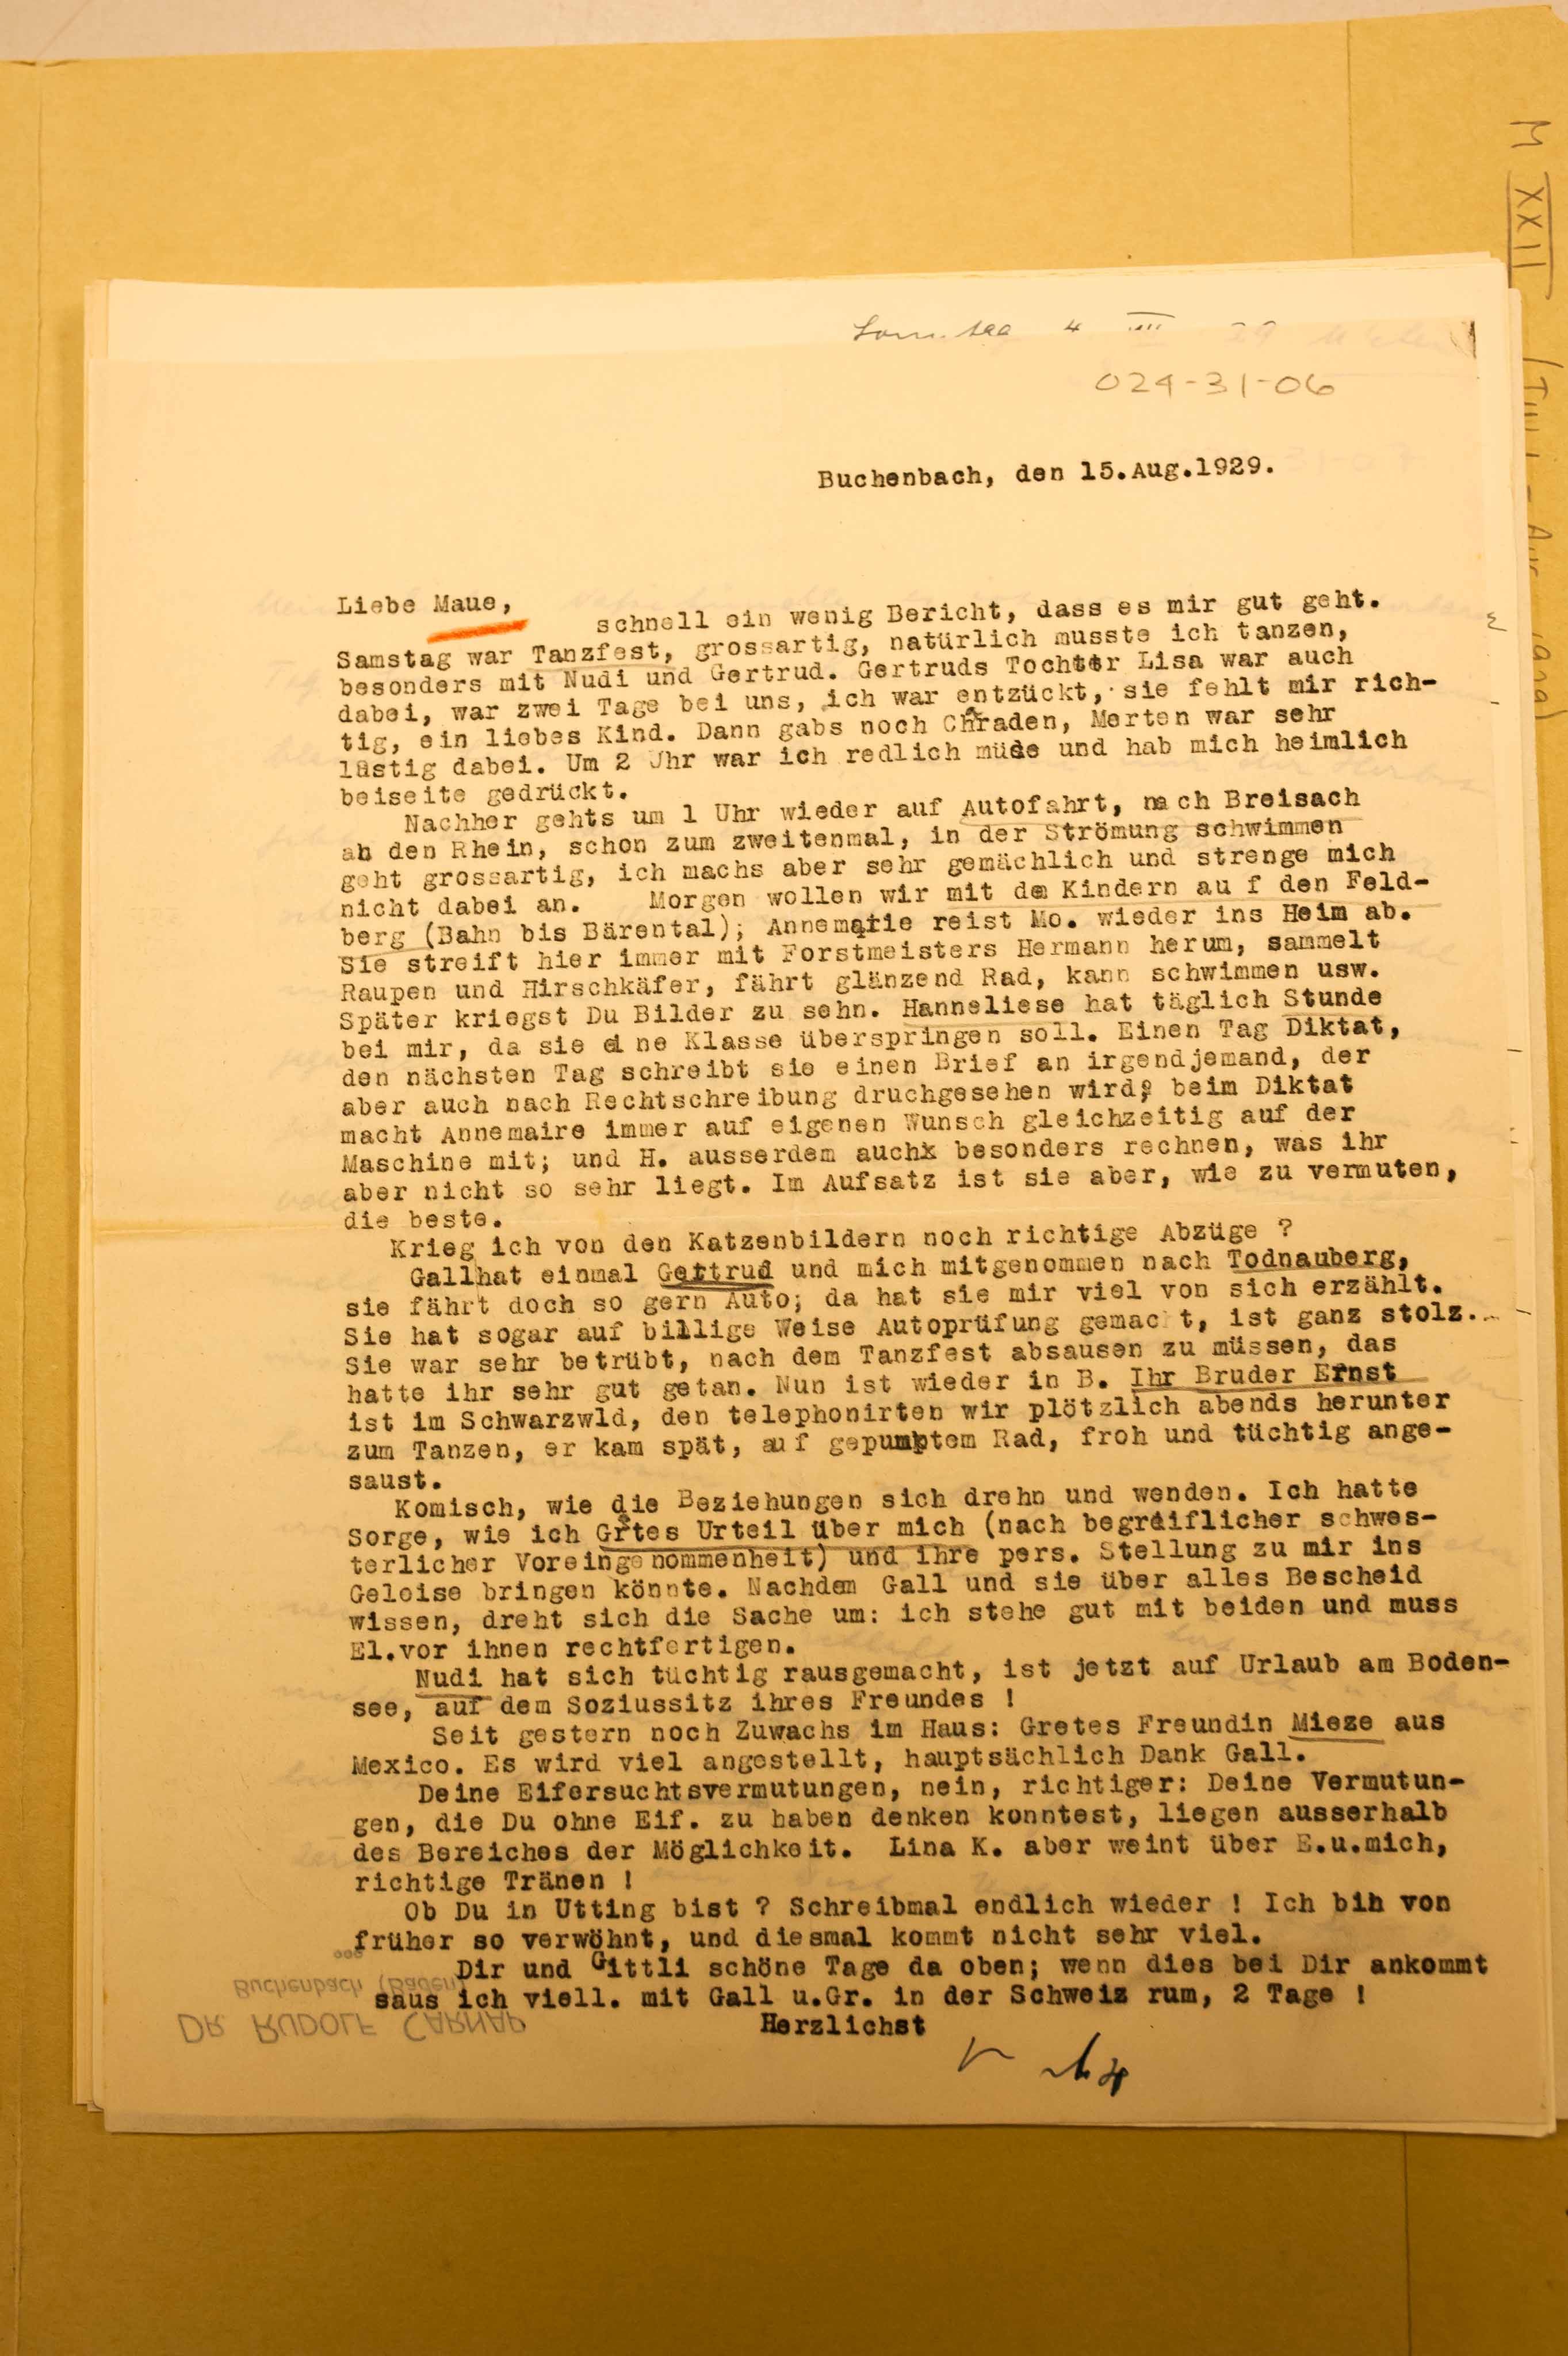 M XXII
4 III 29
024-31-06
Buchenbach, den 15.Aug.1929.
Liebe Maue,
schnell ein wenig Bericht, dass es mir gut geht.
Samstag war Tanzfest, grossartig, natürlich musste ich tanzen,
besonders mit Nudi und Gertrud. Gertruds Tochter Lisa war auch
dabei, war zwei Tage bei uns, ich war entzückt, sie fehlt mir rich-
tig, ein liebes Kind. Dann gabs noch Charaden, Merten war sehr
lustig dabei. Um 2 Uhr war ich redlich müde und hab mich heimlich
beiseite gedrückt.
Nachher gehts um 1 Uhr wieder auf Autofahrt, nach Breisach
an den Rhein, schon zum zweitenmal, in der Strömung schwimmen
geht grossartig, ich machs aber sehr gemächlich und strenge mich
nicht dabei an. Morgen wollen wir mit den Kindern au f den Feld-
berg (Bahn bis Bärental); Annemarie reist Mo. wieder ins Heim ab.
Sie streift hier immer mit Forstmeisters Hermann herum, sammelt
Raupen und Hirschkäfer, fährt glänzend Rad, kann schwimmen usw.
Später kriegst Du Bilder zu sehn. Hanneliese hat täglich Stunde
bei mir, da sie ei ne Klasse überspringen soll. Einen Tag Diktat,
den nächsten Tag schreibt sie einen Brief an irgendjemand, der
aber auch nach Rechtschreibung druchgesehen wird; beim Diktat
macht Annemaire immer auf eigenen Wunsch gleichzeitig auf der
Maschine mit; und H. ausserdem auchx besonders rechnen, was ihr
aber nicht so sehr liegt. Im Aufsatz ist sie aber, wie zu vermuten,
die beste.
Krieg ich von den Katzenbildern noch richtige Abzüge ?
Gallhat einmal Gertrud und mich mitgenommen nach Todnauberg,
sie fährt doch so gern Auto; da hat sie mir viel von sich erzählt.
Sie hat sogar auf billige Weise Autoprüfung gemacht, ist ganz stolz..
Sie war sehr betrübt, nach dem Tanzfest absausen zu müssen, das
hatte ihr sehr gut getan. Nun ist wieder in B. Ihr Bruder Ernst
ist im Schwarzwld, den telephonirten wir plötzlich abends herunter
zum Tanzen, er kam spät, au f gepumptem Rad, froh und tüchtig ange-
saust.
Komisch, wie die Beziehungen sich drehn und wenden. Ich hatte
Sorge, wie ich Gretes Urteil über mich (nach begreiflicher schwes-
terlicher Voreingenommenheit) und ihre pers. Stellung zu mir ins
Geleise bringen könnte. Nachdem Gall und sie über alles Bescheid
wissen, dreht sich die Sache um: ich stehe gut mit beiden und muss
El.vor ihnen rechtfertigen.
Nudi hat sich tüchtig rausgemacht, ist jetzt auf Urlaub am Boden-
see, auf dem Soziussitz ihres Freundes !
Seit gestern noch Zuwachs im Haus: Gretes Freundin Mieze aus
Mexico. Es wird viel angestellt, hauptsächlich Dank Gall.
Deine Eifersuchtsvermutungen, nein, richtiger: Deine Vermutun-
gen, die Du ohne Eif. zu haben denken konntest, liegen ausserhalb
des Bereiches der Möglichkeit. Lina K. aber weint über E.u.mich,
richtige Tränen !
Ob Du in Utting bist ? Schreibmal endlich wieder ! Ich bin von
früher so verwöhnt, und diesmal kommt nicht sehr viel.
Dir und Gittli schöne Tage da oben; wenn dies bei Dir ankommt
saus ich viell. mit Gall u.Gr. in der Schweiz rum, 2 Tage !
Herzlichst
Buchenbach (Baden)
DR. RUDOLF CARNAP